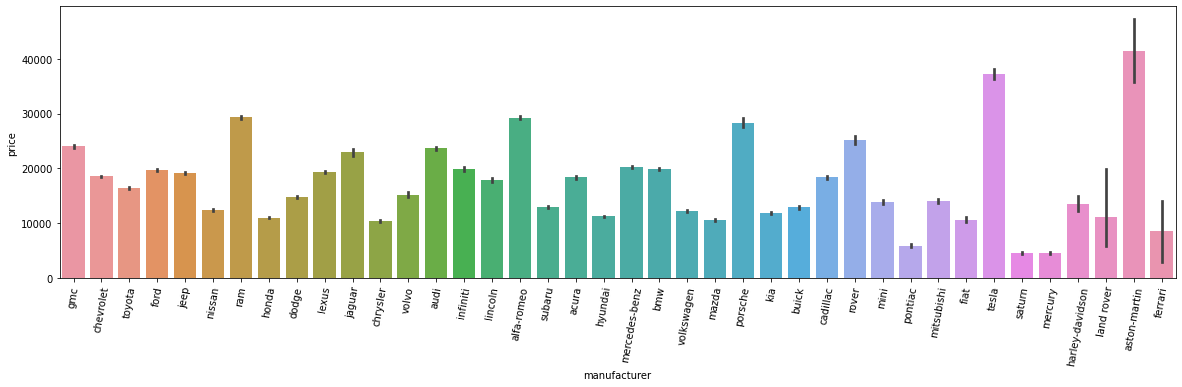 40000
30000
20000
10000
0
price
gmc
chevrolet
toyota
ford
jeep
nissan
ram
honda
dodge
lexus
jaguar
chrysler
volvo
audi
infiniti
lincoln
alfa-romeo
subaru
acura
hyundai
mercedes-benz
bmw
volkswagen
mazda
porsche
kia
buick
cadillac
rover
mini
pontiac
mitsubishi
fiat
tesla
saturn
mercury
harley-davidson
land rover
aston-martin
ferrari
manufacturer